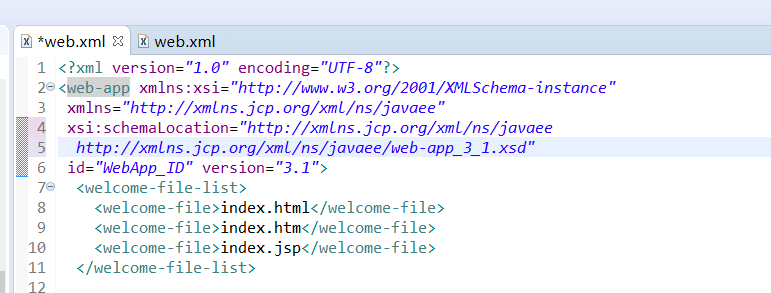 *web.xml
web.xml
1 <?xml version="1.0" encoding="UTF-8"?>
2 <web-app xmlns:xsi="http://www.w3.org/2001/XMLSchema-instance"
3 xmlns="http://xmlns.jcp.org/xml/ns/javaee"
4 xsi:schemaLocation="http://xmlns.jcp.org/xml/ns/javaee
5 http://xmlns.jcp.org/xml/ns/javaee/web-app_3_1.xsd"
6 id="WebApp_ID" version="3.1">
7 <welcome-file-list>
8 <welcome-file>index.html</welcome-file>
9 <welcome-file>index.htm</welcome-file>
10 <welcome-file>index.jsp</welcome-file>
11 </welcome-file-list>
12